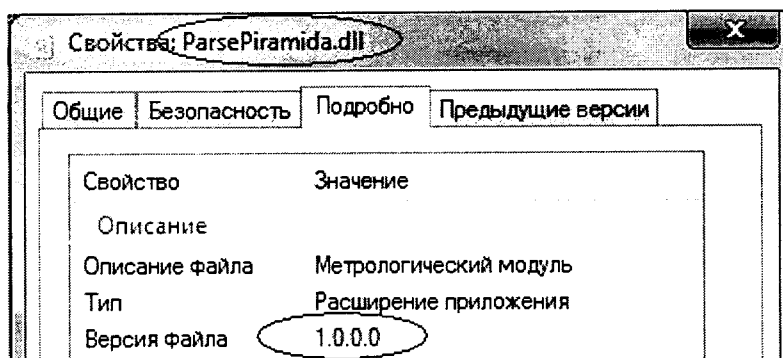 Свойства: ParsePiramida.dll
Общие Безопасность Подробно Предыдущие версии
Свойство Значение
Описание
Описание файла Метрологический модуль
Тип Расширение приложения
Версия файла 1.0.0.0